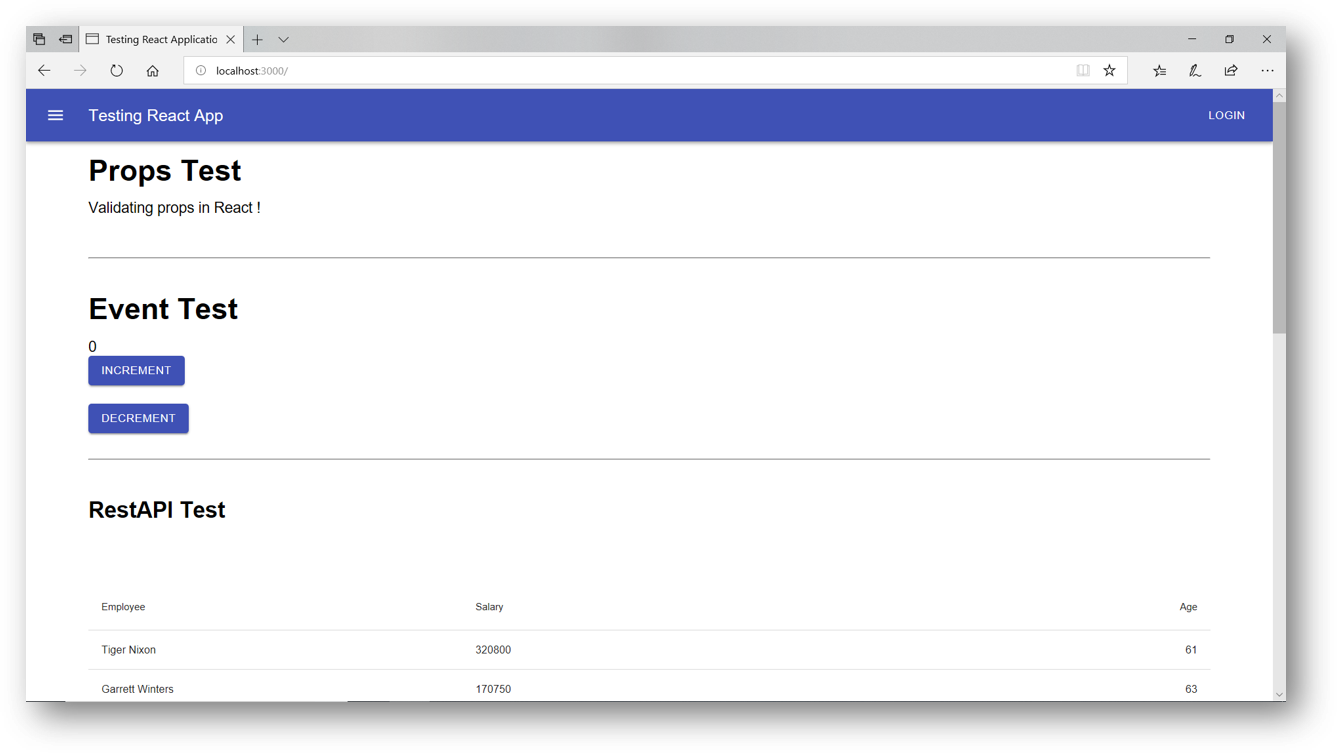 Testing React Applicatio
localhost:3000/
Testing React App
LOGIN
Props Test
Validating props in React !
Event Test
0
INCREMENT
DECREMENT
RestAPI Test
Employee Salary Age
Tiger Nixon 320800 61
Garrett Winters 170750 63